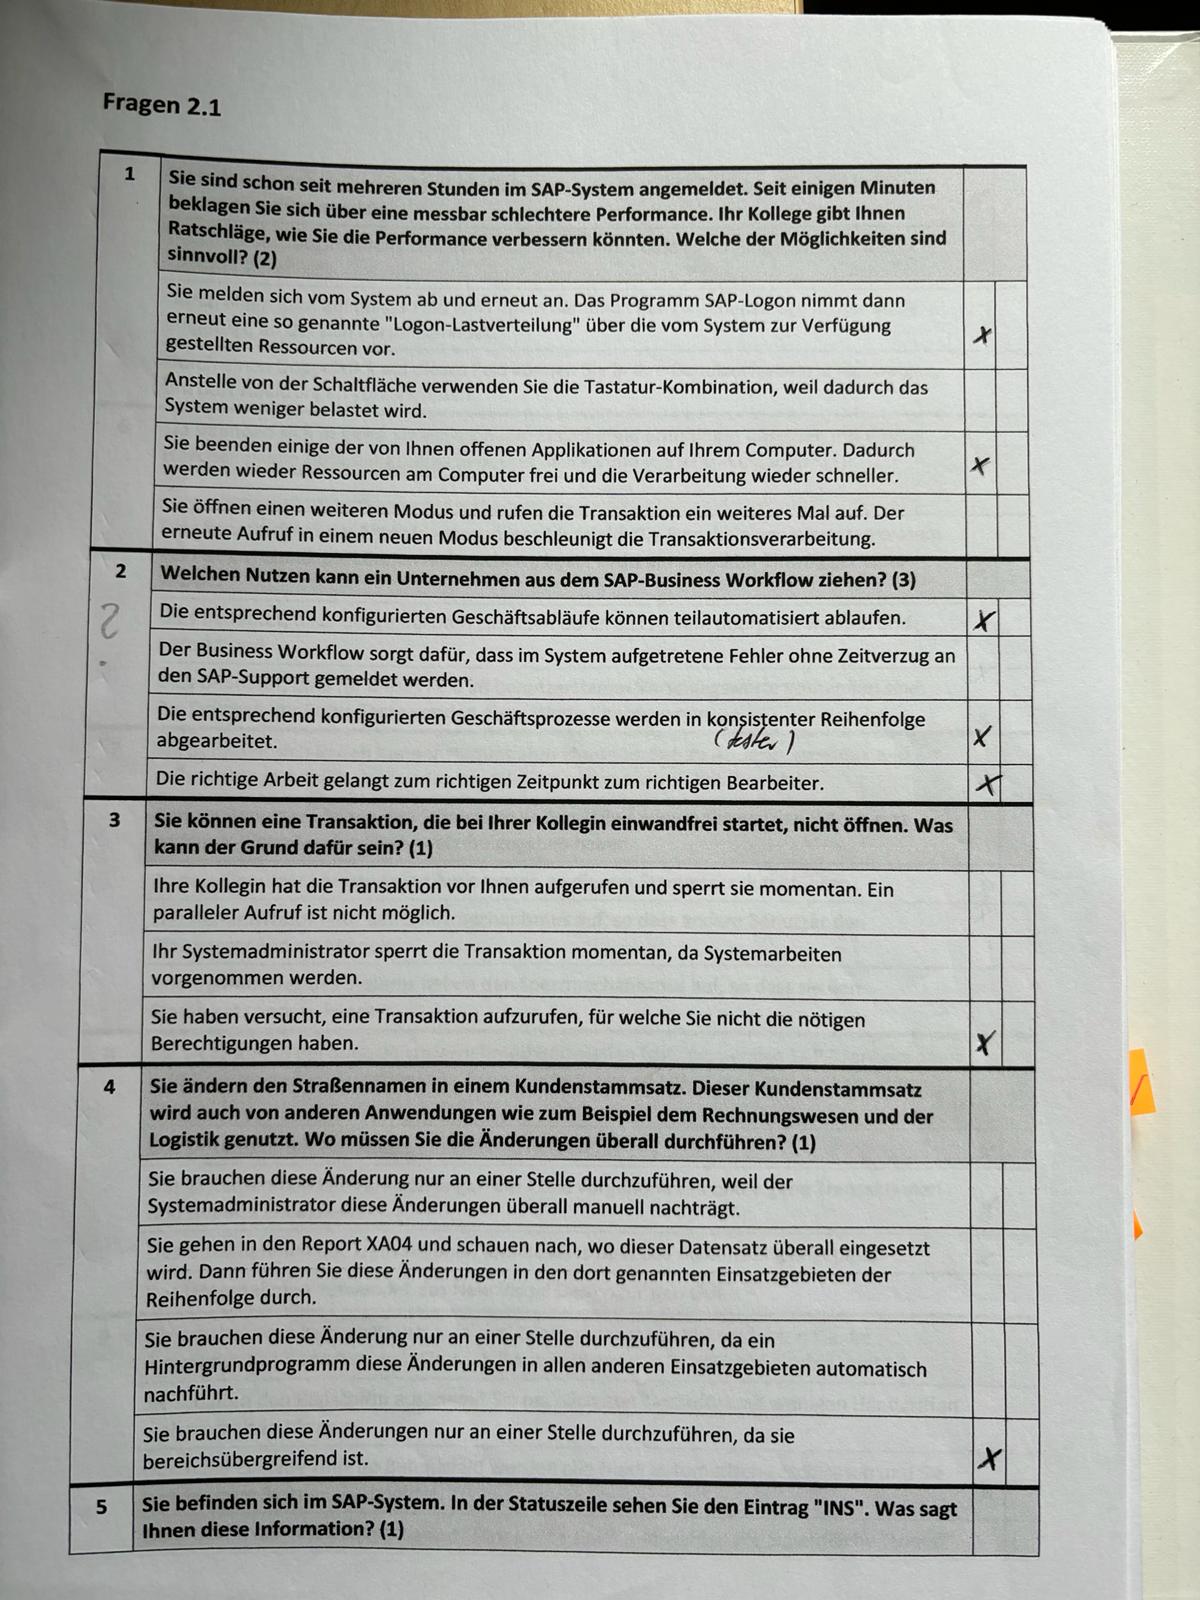 Fragen 2.1
1
Sie sind schon seit mehreren Stunden im SAP-System angemeldet. Seit einigen Minuten
beklagen Sie sich über eine messbar schlechtere Performance. Ihr Kollege gibt Ihnen
Ratschläge, wie Sie die Performance verbessern könnten. Welche der Möglichkeiten sind
sinnvoll? (2)
Sie melden sich vom System ab und erneut an. Das Programm SAP-Logon nimmt dann
erneut eine so genannte "Logon-Lastverteilung" über die vom System zur Verfügung
gestellten Ressourcen vor.
x
Anstelle von der Schaltfläche verwenden Sie die Tastatur-Kombination, weil dadurch das
System weniger belastet wird.
Sie beenden einige der von Ihnen offenen Applikationen auf Ihrem Computer. Dadurch
werden wieder Ressourcen am Computer frei und die Verarbeitung wieder schneller.
x
Sie öffnen einen weiteren Modus und rufen die Transaktion ein weiteres Mal auf. Der
erneute Aufruf in einem neuen Modus beschleunigt die Transaktionsverarbeitung.
2
Welchen Nutzen kann ein Unternehmen aus dem SAP-Business Workflow ziehen? (3)
Die entsprechend konfigurierten Geschäftsabläufe können teilautomatisiert ablaufen.
x
Der Business Workflow sorgt dafür, dass im System aufgetretene Fehler ohne Zeitverzug an
den SAP-Support gemeldet werden.
Die entsprechend konfigurierten Geschäftsprozesse werden in konsistenter Reihenfolge
abgearbeitet.
x
Die richtige Arbeit gelangt zum richtigen Zeitpunkt zum richtigen Bearbeiter.
x
3
Sie können eine Transaktion, die bei Ihrer Kollegin einwandfrei startet, nicht öffnen. Was
kann der Grund dafür sein? (1)
Ihre Kollegin hat die Transaktion vor Ihnen aufgerufen und sperrt sie momentan. Ein
paralleler Aufruf ist nicht möglich.
Ihr Systemadministrator sperrt die Transaktion momentan, da Systemarbeiten
vorgenommen werden.
Sie haben versucht, eine Transaktion aufzurufen, für welche Sie nicht die nötigen
Berechtigungen haben.
x
4
Sie ändern den Straßennamen in einem Kundenstammsatz. Dieser Kundenstammsatz
wird auch von anderen Anwendungen wie zum Beispiel dem Rechnungswesen und der
Logistik genutzt. Wo müssen Sie die Änderungen überall durchführen? (1)
Sie brauchen diese Änderung nur an einer Stelle durchzuführen, weil der
Systemadministrator diese Änderungen überall manuell nachträgt.
Sie gehen in den Report XA04 und schauen nach, wo dieser Datensatz überall eingesetzt
wird. Dann führen Sie diese Änderungen in den dort genannten Einsatzgebieten der
Reihenfolge durch.
Sie brauchen diese Änderung nur an einer Stelle durchzuführen, da ein
Hintergrundprogramm diese Änderungen in allen anderen Einsatzgebieten automatisch
nachführt.
Sie brauchen diese Änderungen nur an einer Stelle durchzuführen, da sie
bereichsübergreifend ist.
x
5
Sie befinden sich im SAP-System. In der Statuszeile sehen Sie den Eintrag "INS". Was sagt
Ihnen diese Information? (1)